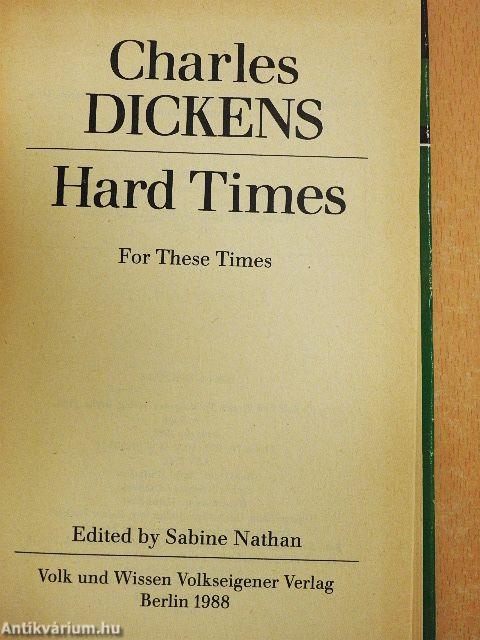 Charles
DICKENS
Hard Times
For These Times
Edited by Sabine Nathan
Volk und Wissen Volkseigener Verlag
Berlin 1988
Antikvárium.hu